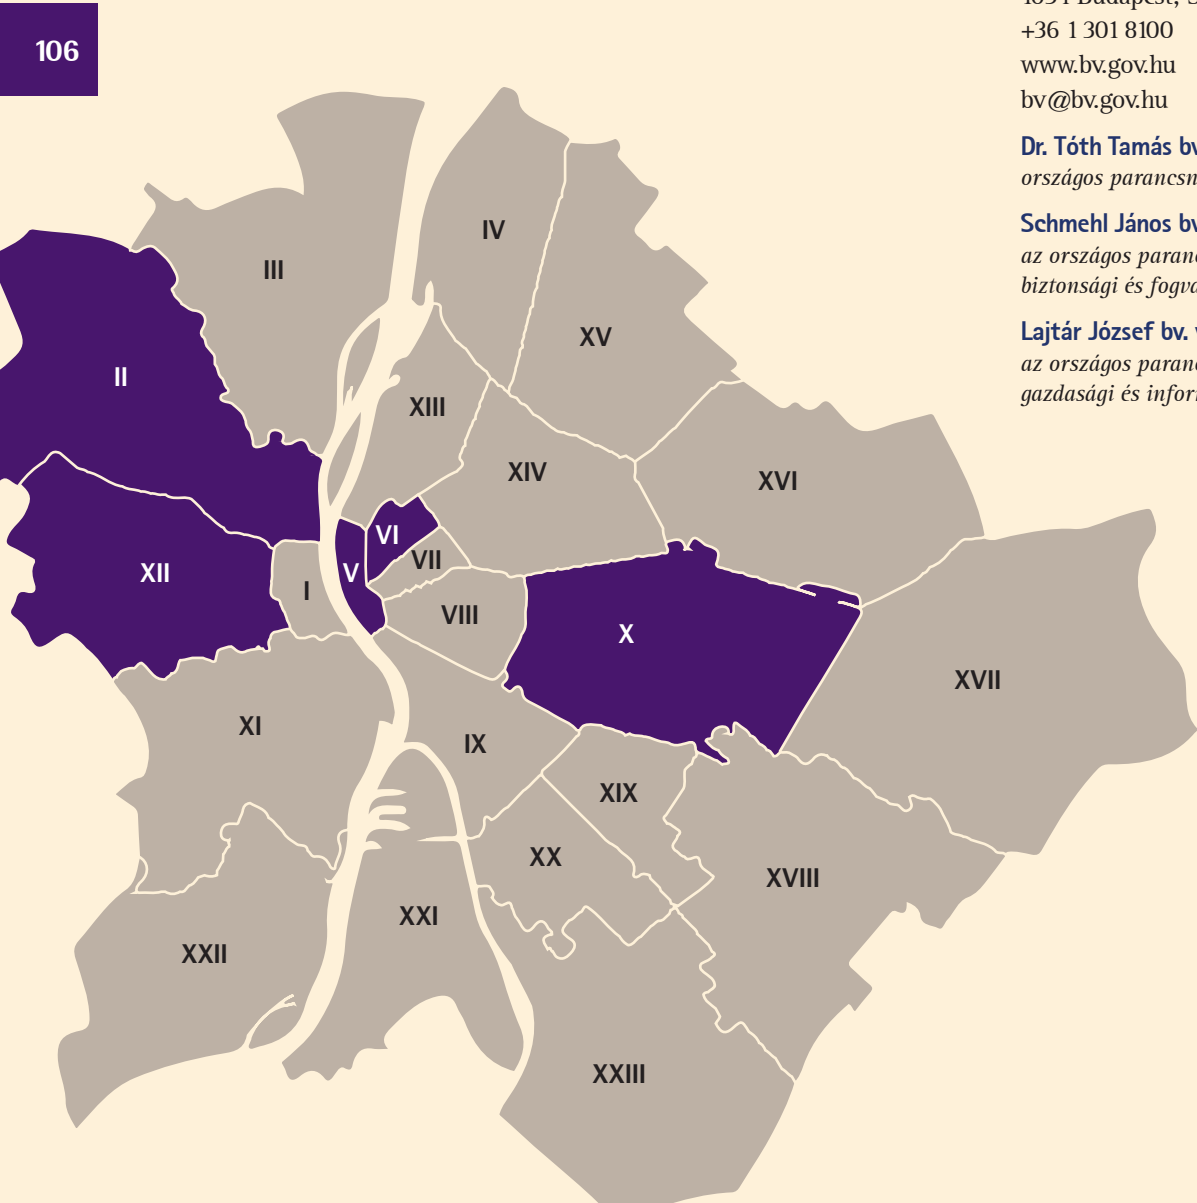 106
+36 1 301 8100
www.bv.gov.hu
bv@bv.gov.hu
Dr. Tóth Tamás
országos
Schmehl János
az országos
biztonsági és
Lajtár József bv.
az országos
gazdasági és
IV
III
XV
II
XIII
XIV
XVI
VI
VII
XII
V
I
VIII
X
XVII
XI
IX
XIX
XX
XVIII
XXI
XXII
XXIII